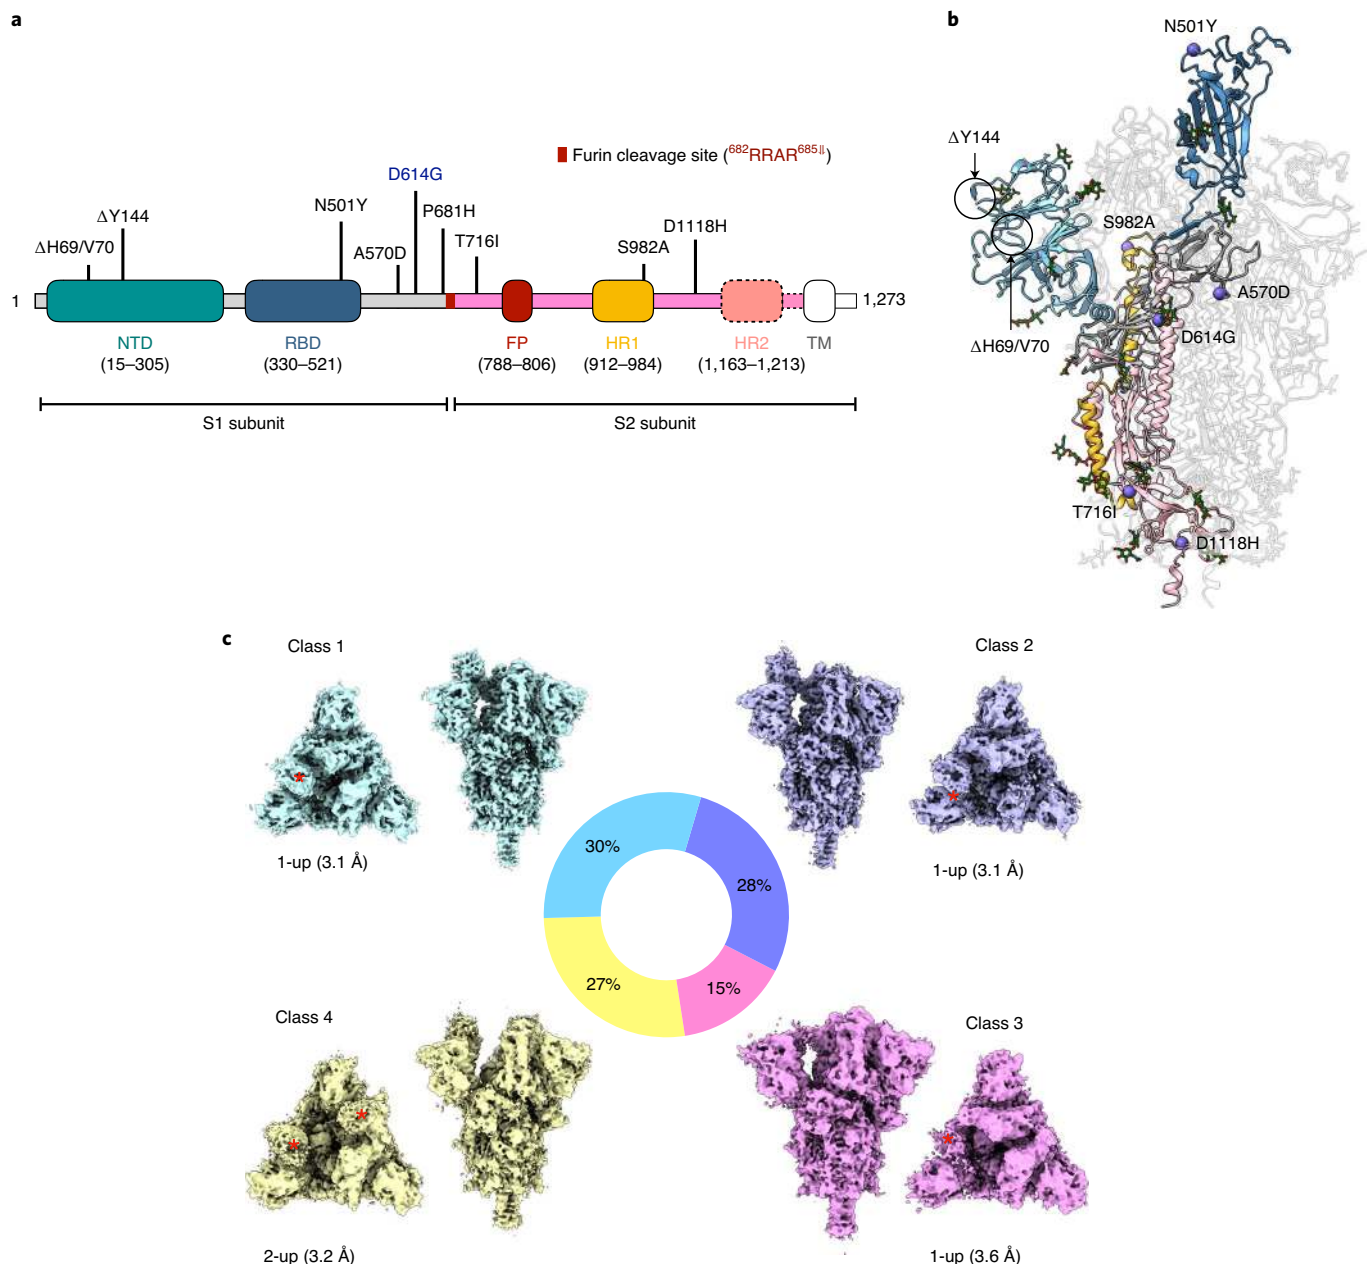 a
Furin cleavage site (⁶⁸²RRAR⁶⁸⁵⇓)
D614G
ΔH69/V70
ΔY144
N501Y
A570D
P681H
T716I
S982A
D1118H
1
1,273
NTD
(15–305)
RBD
(330–521)
FP
(788–806)
HR1
(912–984)
HR2
(1,163–1,213)
TM
S1 subunit
S2 subunit
b
N501Y
ΔY144
S982A
A570D
D614G
ΔH69/V70
T716I
D1118H
c
Class 1
1-up (3.1 Å)
Class 2
1-up (3.1 Å)
30%
28%
27%
15%
Class 4
2-up (3.2 Å)
Class 3
1-up (3.6 Å)